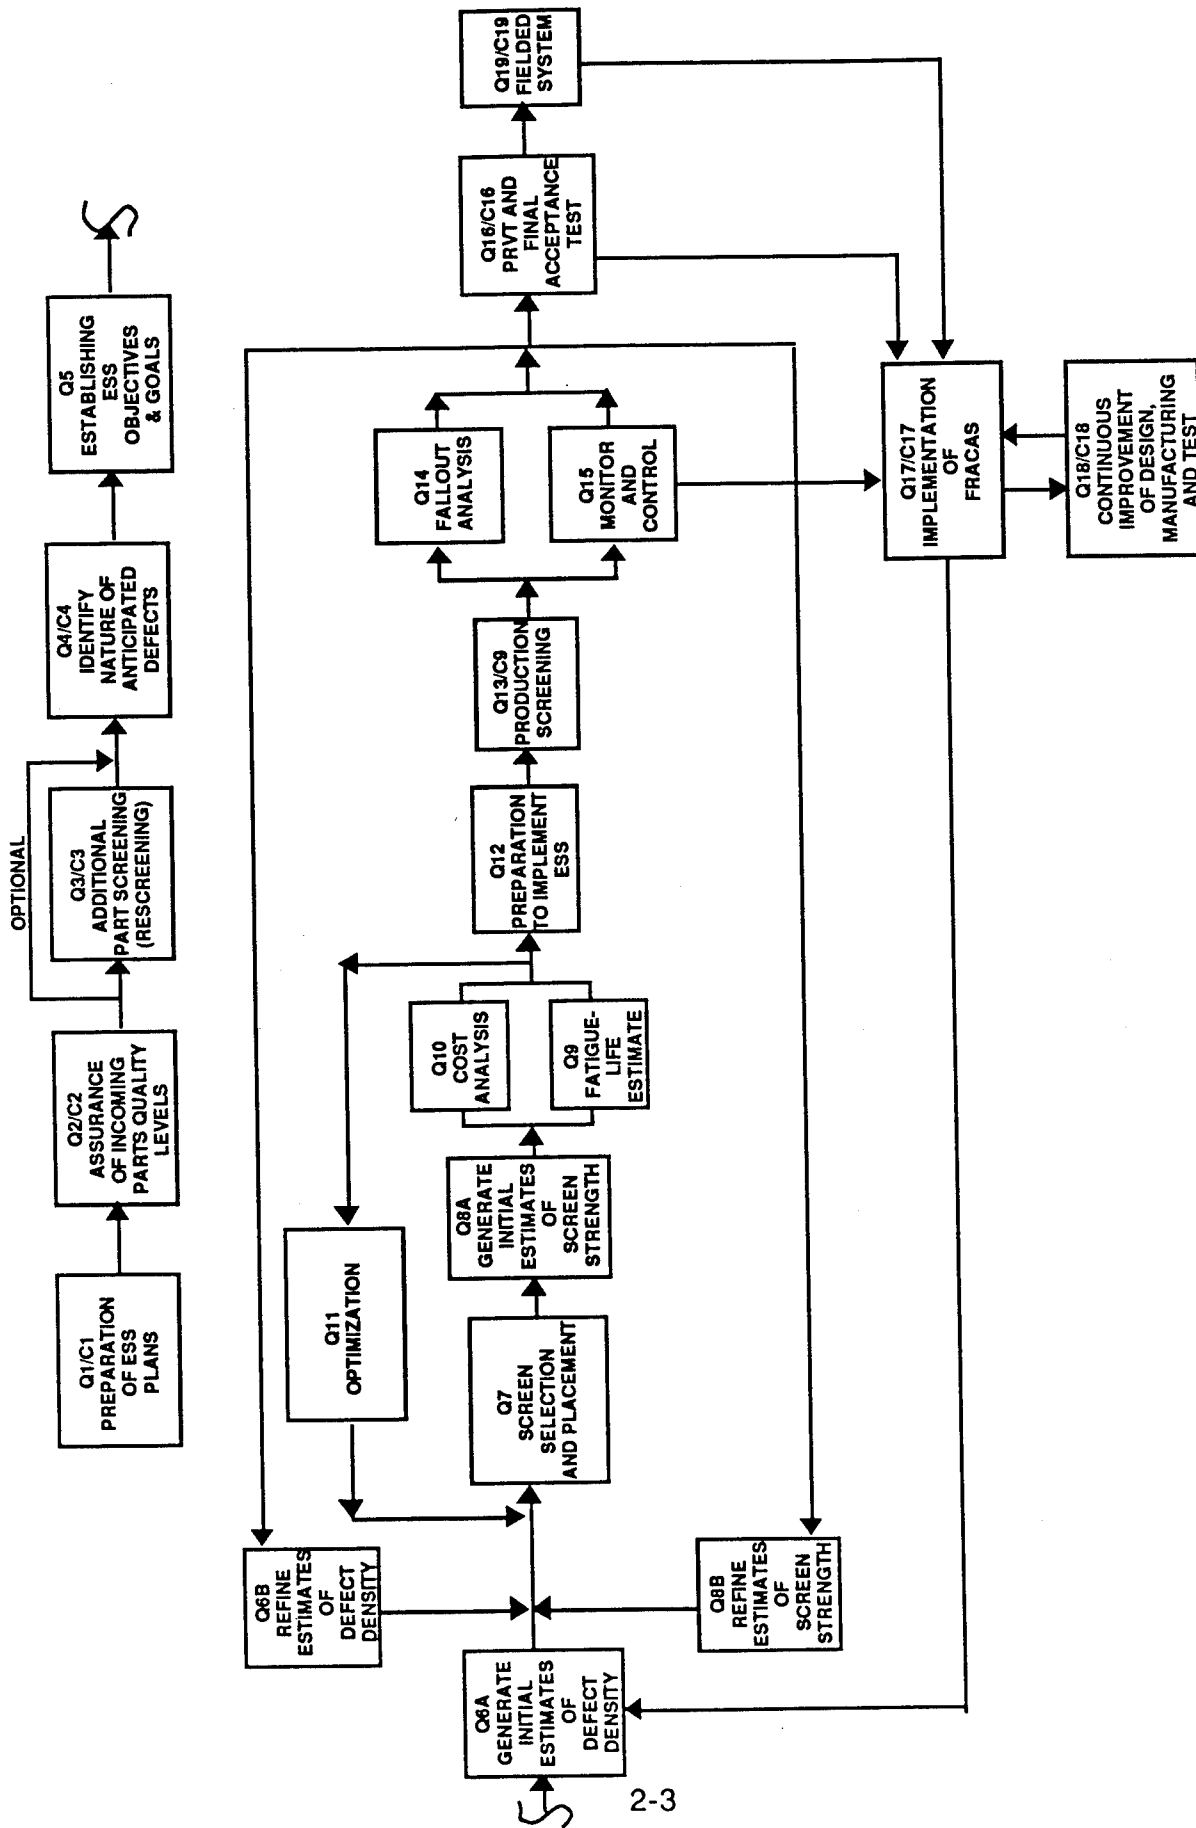 Q1/C1
PREPARATION
OF ESS
PLANS
Q2/C2
ASSURANCE
OF INCOMING
PARTS QUALITY
LEVELS
OPTIONAL
Q3/C3
ADDITIONAL
PART SCREENING
(RESCREENING)
Q4/C4
IDENTIFY
NATURE OF
ANTICIPATED
DEFECTS
Q5
ESTABLISHING
ESS
OBJECTIVES
& GOALS
Q6A
GENERATE
INITIAL
ESTIMATES
OF
DEFECT
DENSITY
Q6B
REFINE
ESTIMATES
OF
DEFECT
DENSITY
Q8B
REFINE
ESTIMATES
OF
SCREEN
STRENGTH
Q11
OPTIMIZATION
Q7
SCREEN
SELECTION
AND PLACEMENT
Q8A
GENERATE
INITIAL
ESTIMATES
OF
SCREEN
STRENGTH
Q10
COST
ANALYSIS
Q9
FATIGUE-
LIFE
ESTIMATE
Q12
PREPARATION
TO IMPLEMENT
ESS
Q13/C9
PRODUCTION
SCREENING
Q14
FALLOUT
ANALYSIS
Q15
MONITOR
AND
CONTROL
Q16/C16
PRVT AND
FINAL
ACCEPTANCE
TEST
Q19/C19
FIELDED
SYSTEM
Q17/C17
IMPLEMENTATION
OF
FRACAS
Q18/C18
CONTINUOUS
IMPROVEMENT
OF DESIGN,
MANUFACTURING
AND TEST
2-3